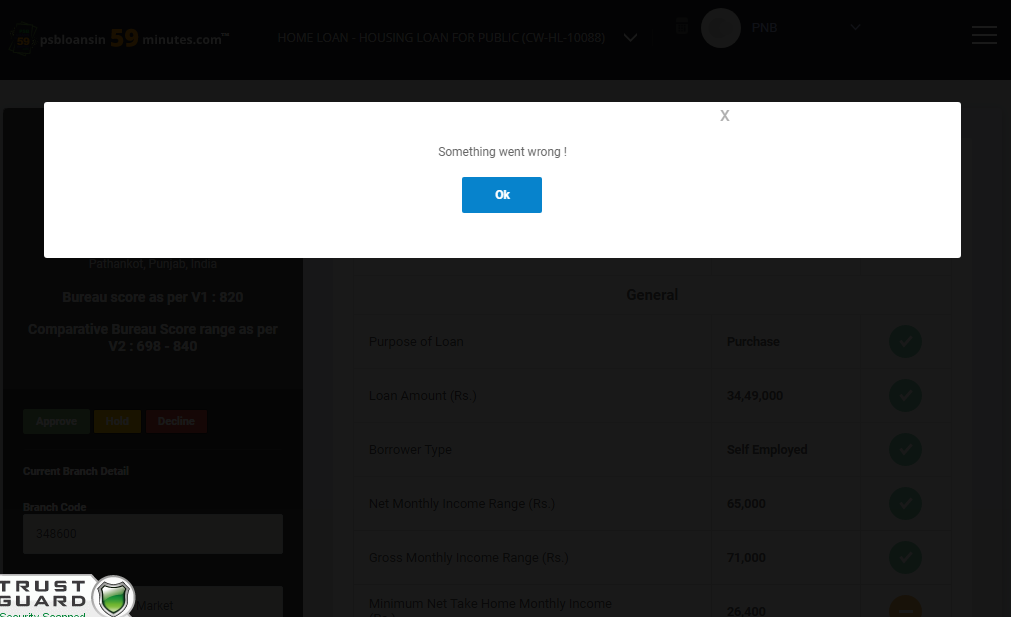 psbloansin 59 minutes.com™
HOME LOAN - HOUSING LOAN FOR PUBLIC (CW-HL-10088)
PNB
X
Something went wrong !
Ok
Pathankot, Punjab, India
Bureau score as per V1 : 820
Comparative Bureau Score range as per
V2 : 698 - 840
Approve Hold Decline
Current Branch Detail
Branch Code
348600
Market
TRUST
GUARD
Security Scanned
General
Purpose of Loan Purchase
Loan Amount (Rs.) 34,49,000
Borrower Type Self Employed
Net Monthly Income Range (Rs.) 65,000
Gross Monthly Income Range (Rs.) 71,000
Minimum Net Take Home Monthly Income
26,400